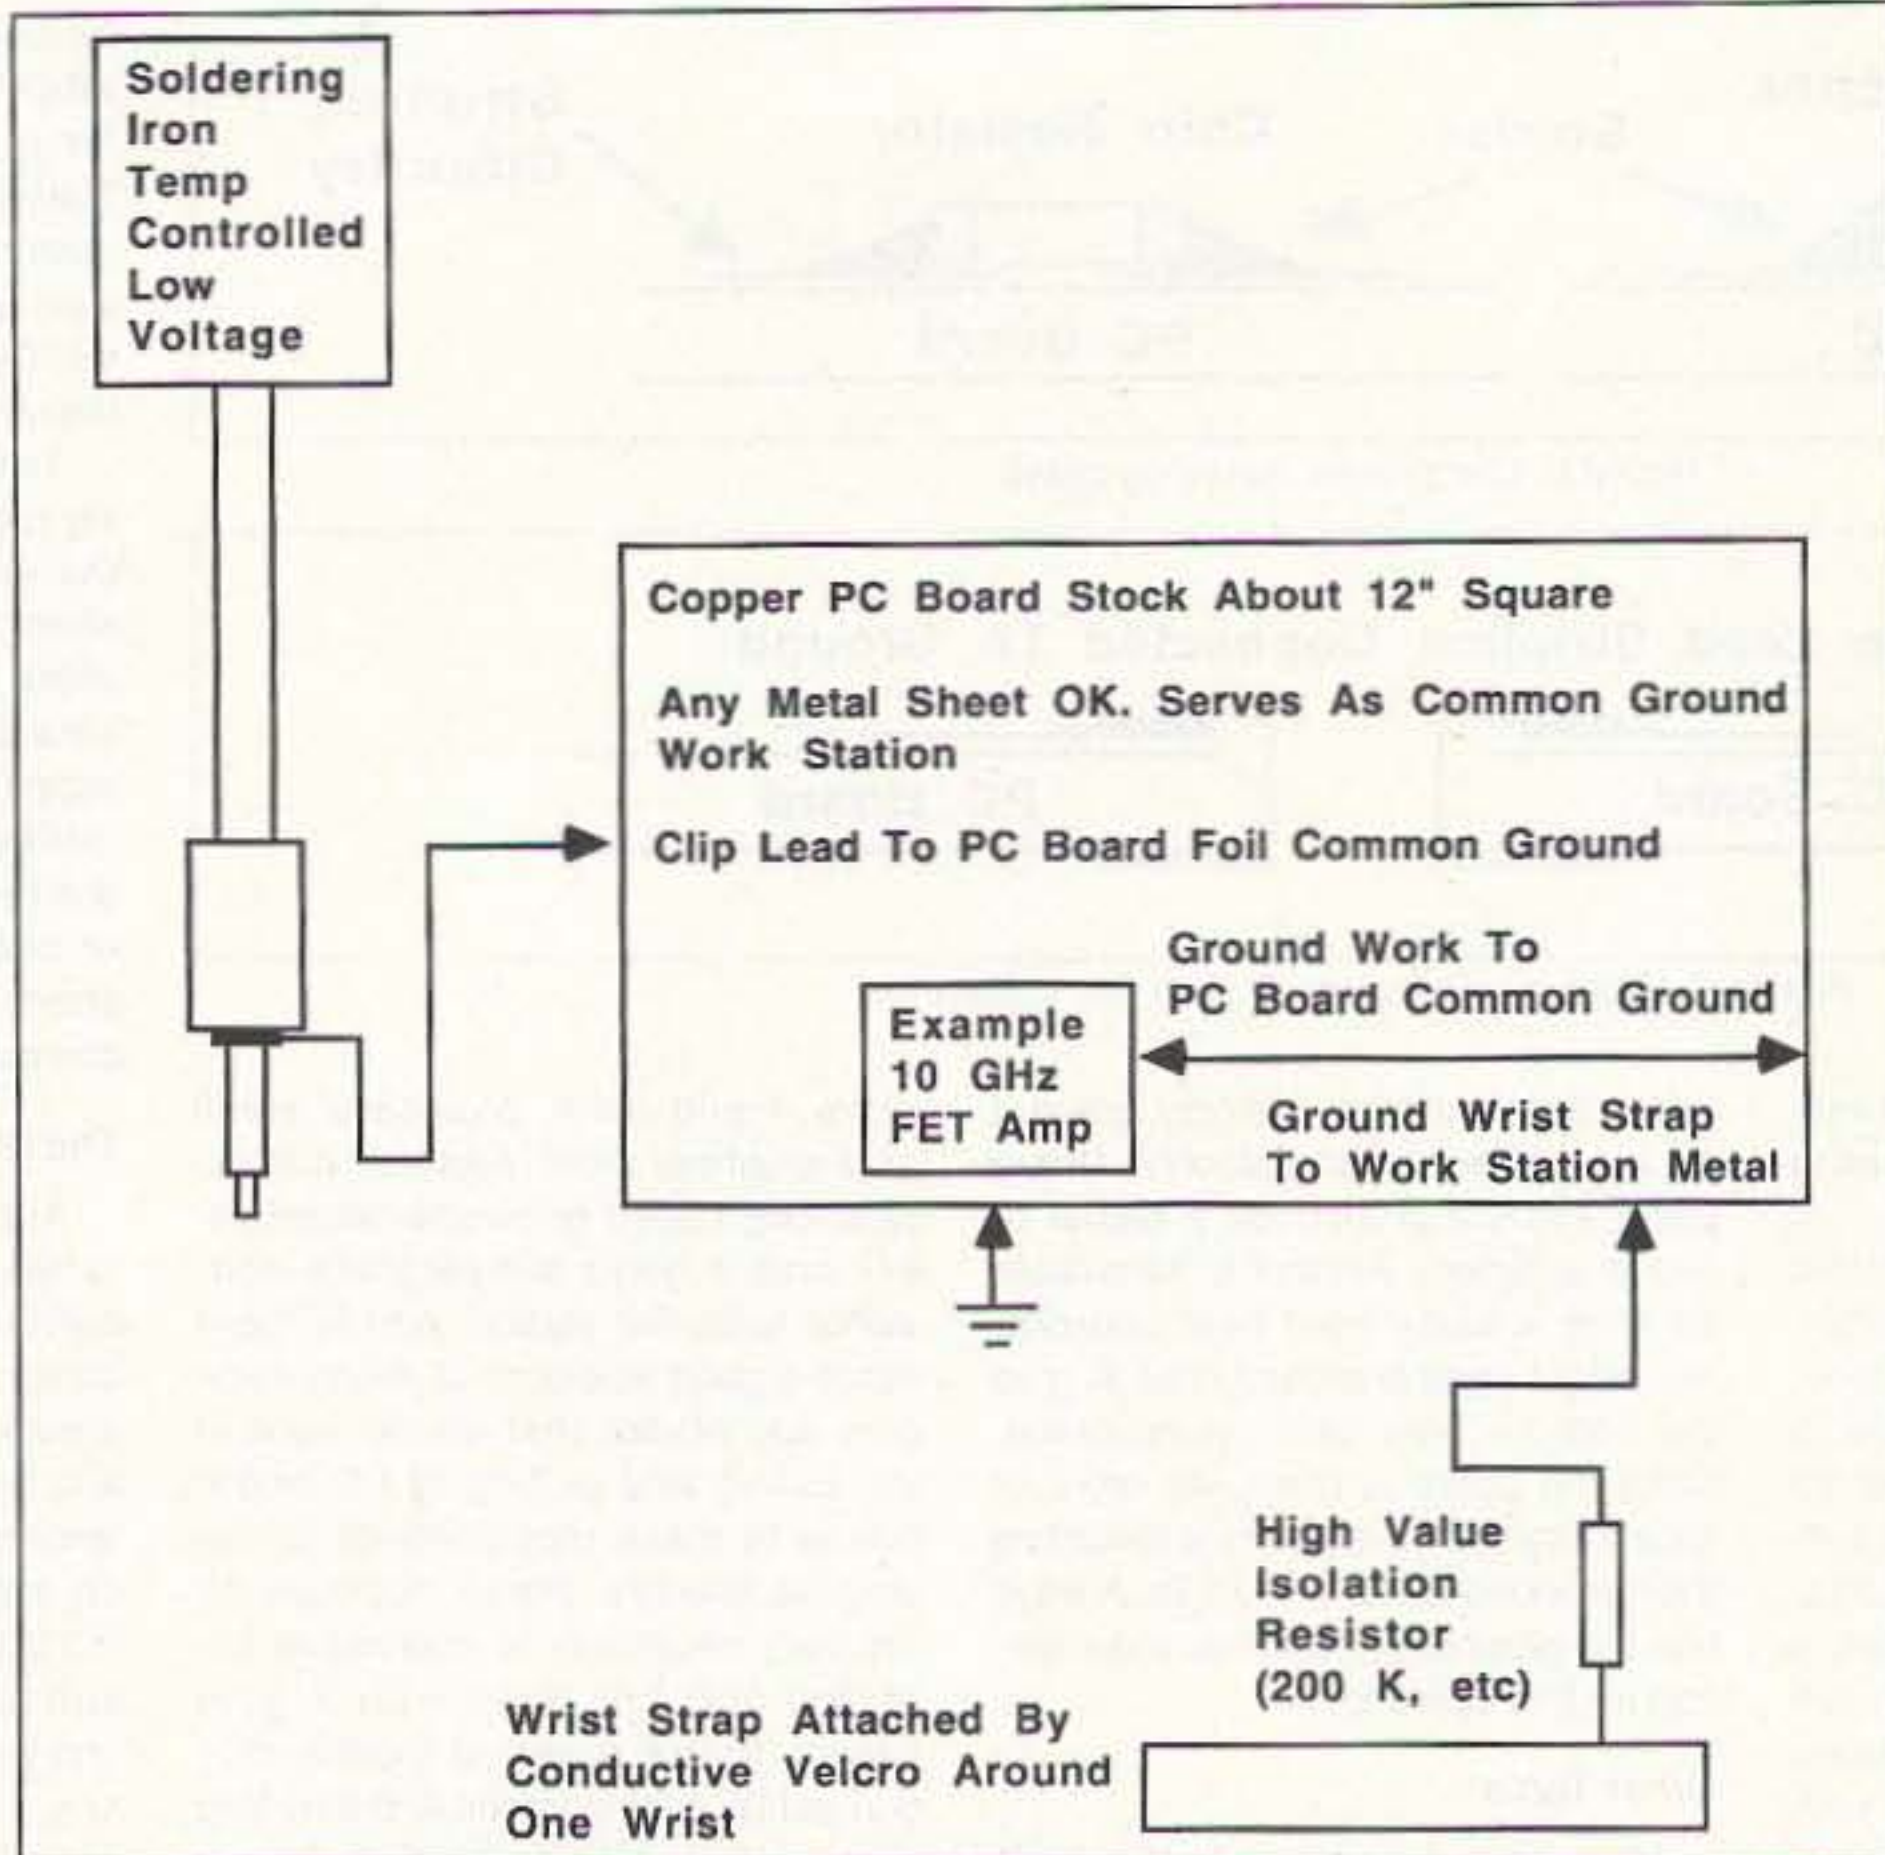 Soldering
Iron
Temp
Controlled
Low
Voltage
Copper PC Board Stock About 12" Square
Any Metal Sheet OK. Serves As Common Ground
Work Station
Clip Lead To PC Board Foil Common Ground
Ground Work To
PC Board Common Ground
Example
10 GHz
FET Amp
Ground Wrist Strap
To Work Station Metal
High Value
Isolation
Resistor
(200 K, etc)
Wrist Strap Attached By
Conductive Velcro Around
One Wrist